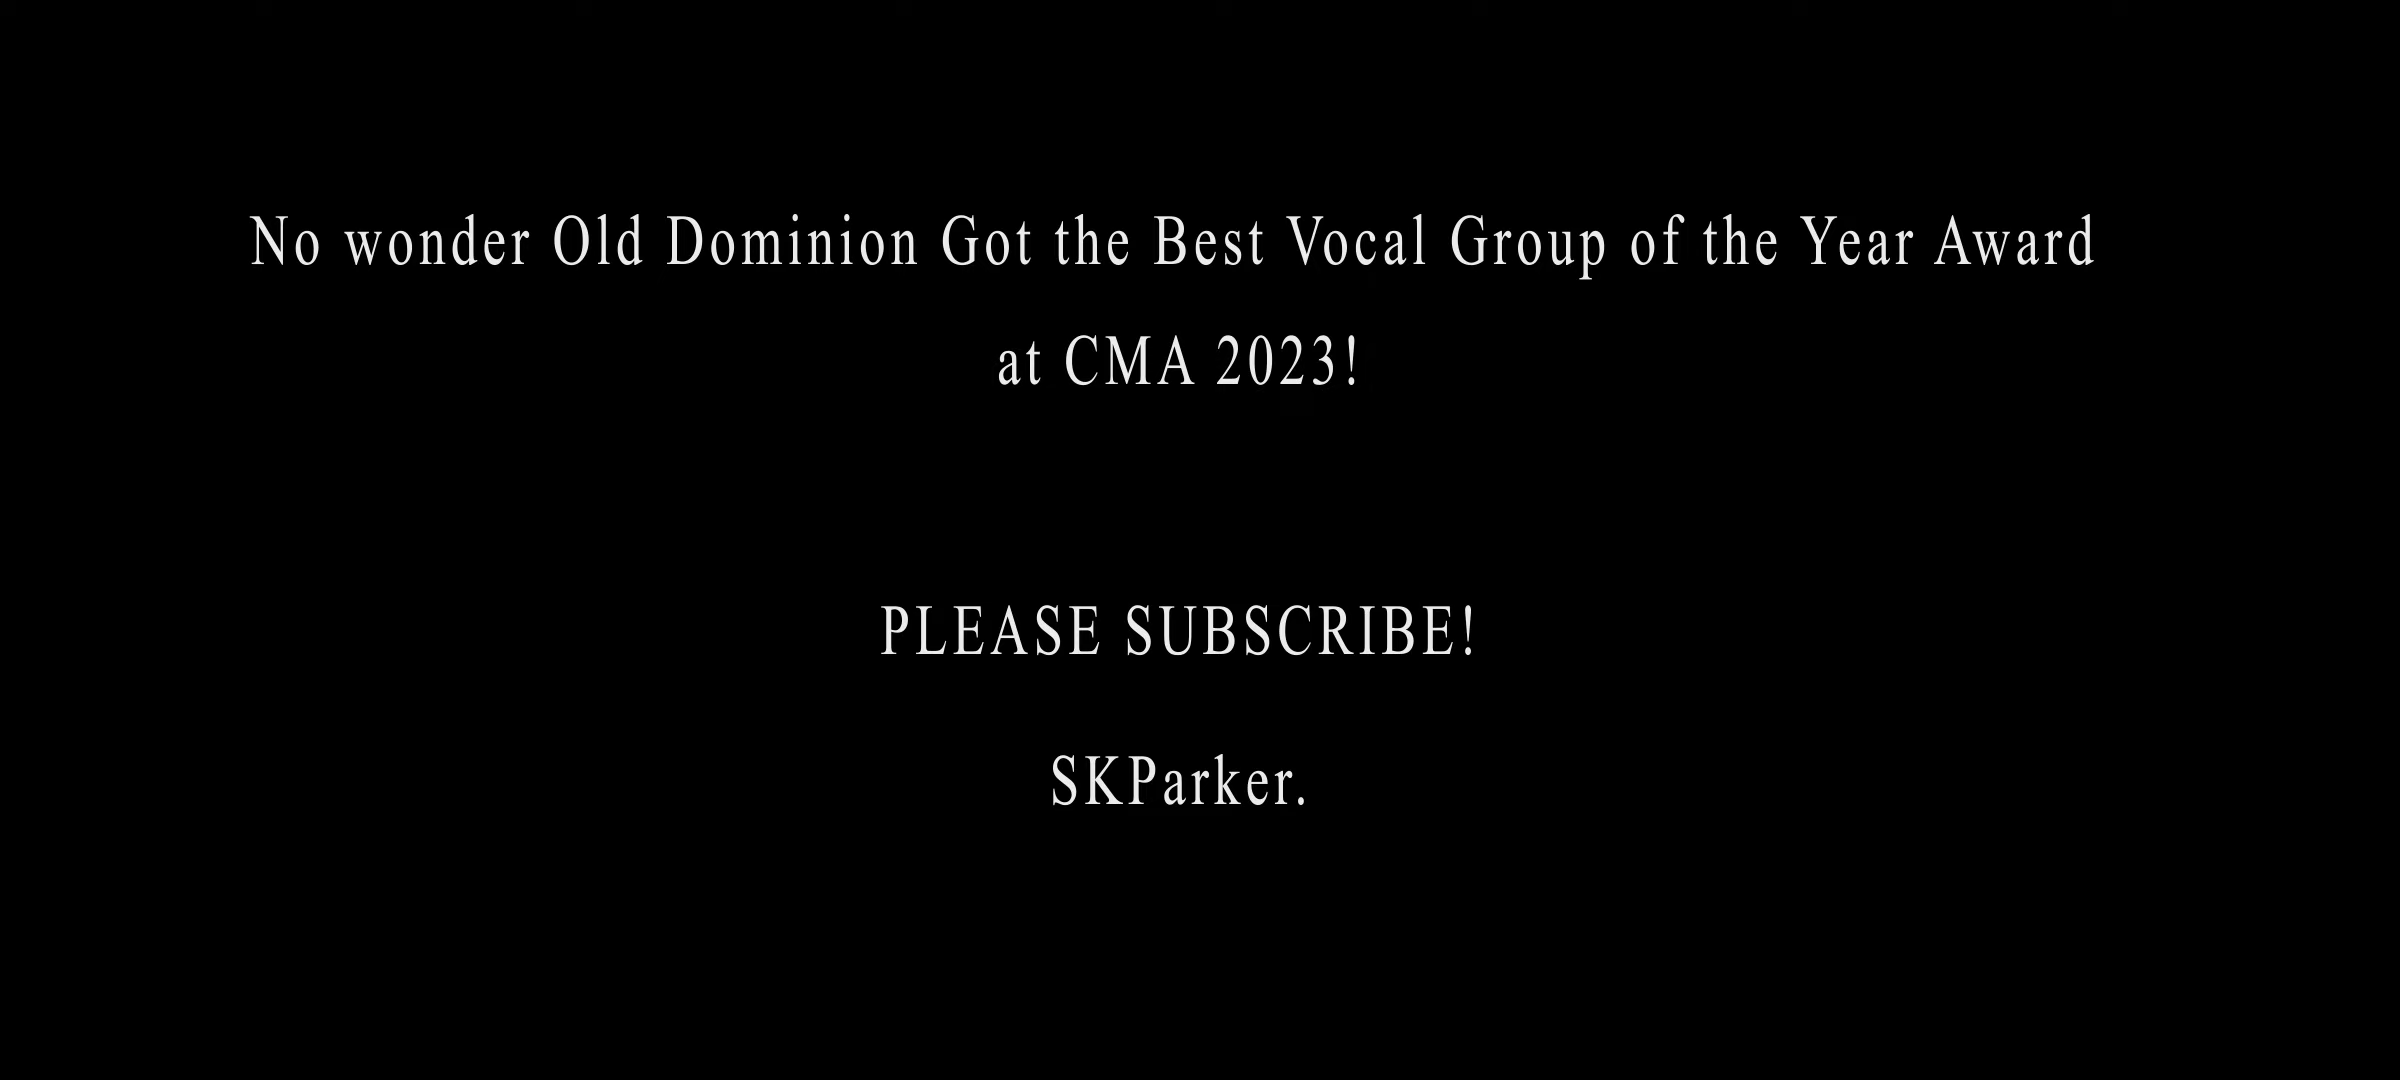 No wonder Old Dominion Got the Best Vocal Group of the Year Award
at CMA 2023!
PLEASE SUBSCRIBE!
SKParker.